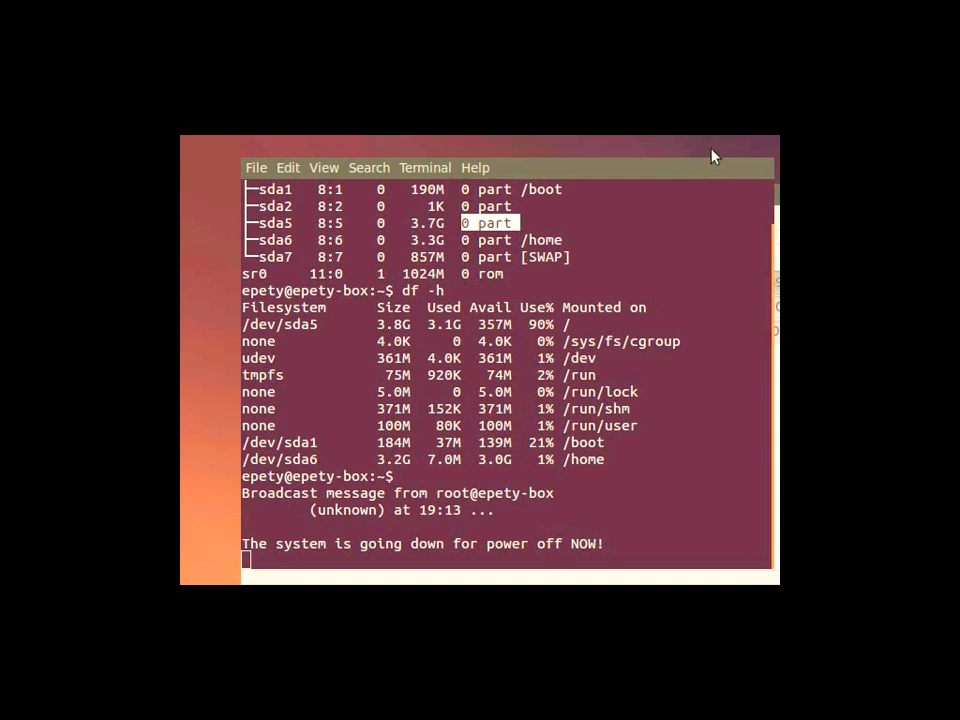 File Edit View Search Terminal Help
├─sda1   8:1    0   190M  0 part /boot
├─sda2   8:2    0     1K  0 part
├─sda5   8:5    0   3.7G  0 part
├─sda6   8:6    0   3.3G  0 part /home
└─sda7   8:7    0   857M  0 part [SWAP]
sr0     11:0    1  1024M  0 rom
epety@epety-box:~$ df -h
Filesystem      Size  Used Avail Use% Mounted on
/dev/sda5       3.8G  3.1G  357M  90% /
none            4.0K     0  4.0K   0% /sys/fs/cgroup
udev            361M  4.0K  361M   1% /dev
tmpfs            75M  920K   74M   2% /run
none            5.0M     0  5.0M   0% /run/lock
none            371M  152K  371M   1% /run/shm
none            100M   80K  100M   1% /run/user
/dev/sda1       184M   37M  139M  21% /boot
/dev/sda6       3.2G  7.0M  3.0G   1% /home
epety@epety-box:~$
Broadcast message from root@epety-box
        (unknown) at 19:13 ...
The system is going down for power off NOW!